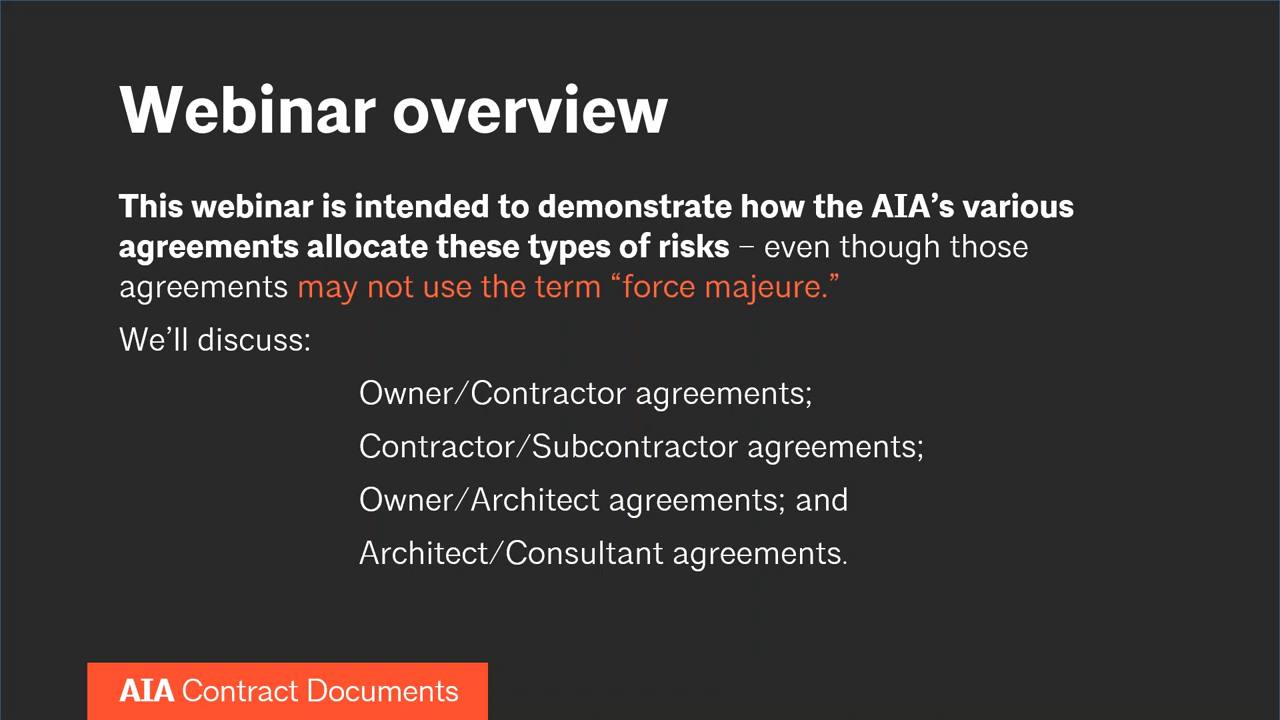 Webinar overview
This webinar is intended to demonstrate how the AIA’s various
agreements allocate these types of risks – even though those
agreements may not use the term “force majeure.”
We’ll discuss:
Owner/Contractor agreements;
Contractor/Subcontractor agreements;
Owner/Architect agreements; and
Architect/Consultant agreements.
AIA Contract Documents